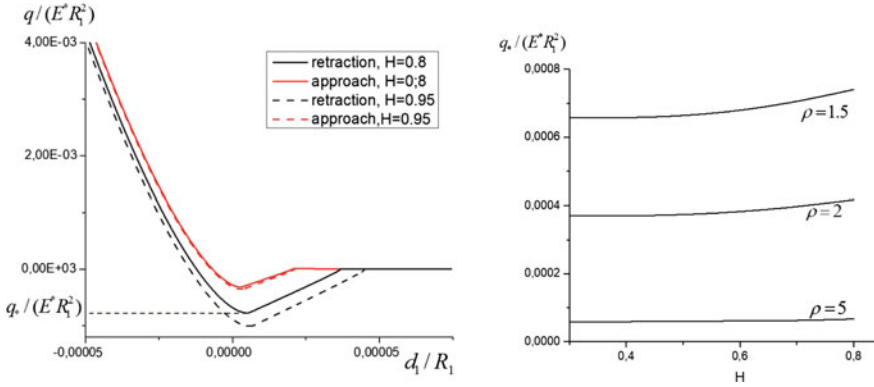 q/(E*R₁²)
4,00E-03
2,00E-03
0,00E+03
q*/(E*R₁²)
retraction, H=0.8
approach, H=0;8
retraction, H=0.95
approach,H=0.95
-0,00005
0,00000
0,00005
d₁/R₁
q*/(E*R₁²)
0,0008
0,0006
0,0004
0,0002
0,0000
ρ=1.5
ρ=2
ρ=5
0,4
0,6
0,8
H